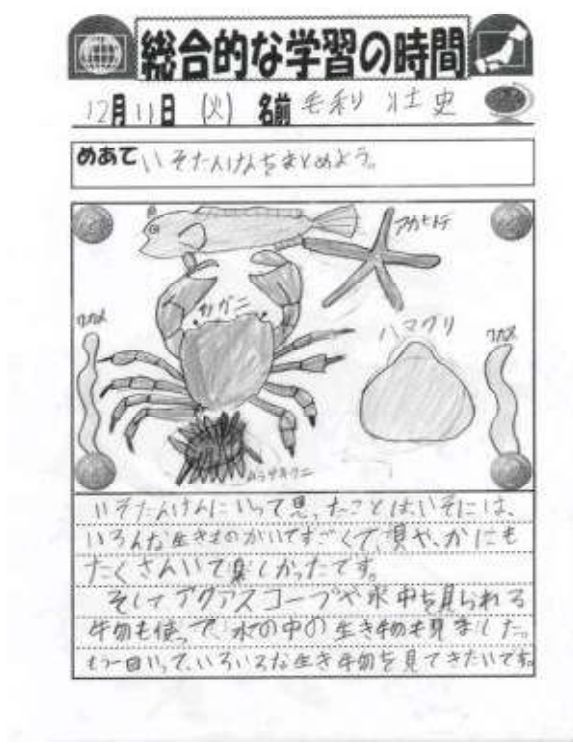 総合的な学習の時間
12月11日(火) 名前 毛利 壮史
めあて いそたんけんをまとめよう。
アカヒトデ
カガニ
ハマグリ
ワカメ
ワカメ
ムラサキウニ
いそたんけんにいって思ったことは、いそには、
いろんな生きものがいてすごくて、貝や、かにも
たくさんいて楽しかったです。
そしてアクアスコープや水中を見られる
物も使って、水の中の生き物を見ました。
もう一回いって、いろいろな生き物を見てきたいです。